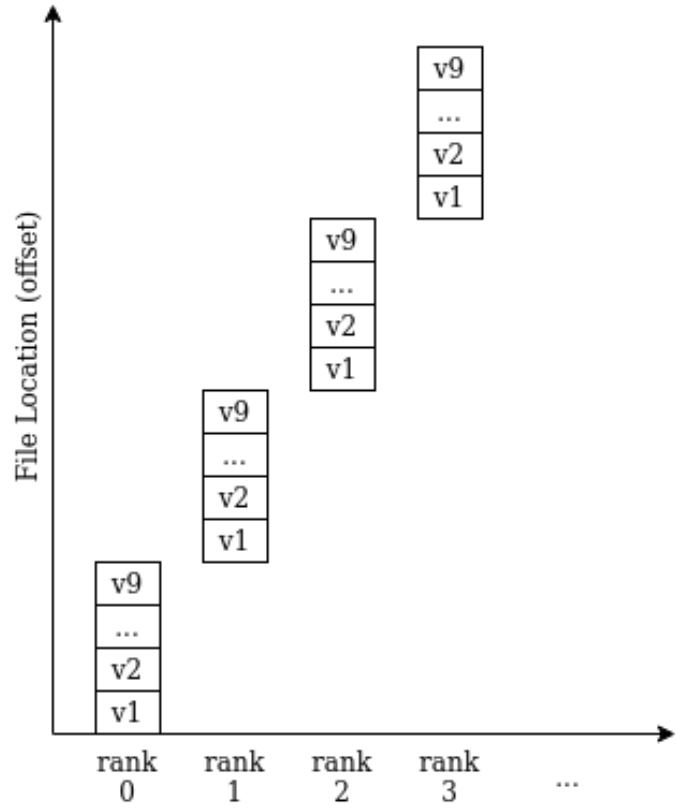 File Location (offset)
v9
...
v2
v1
v9
...
v2
v1
v9
...
v2
v1
v9
...
v2
v1
rank
0
rank
1
rank
2
rank
3
...